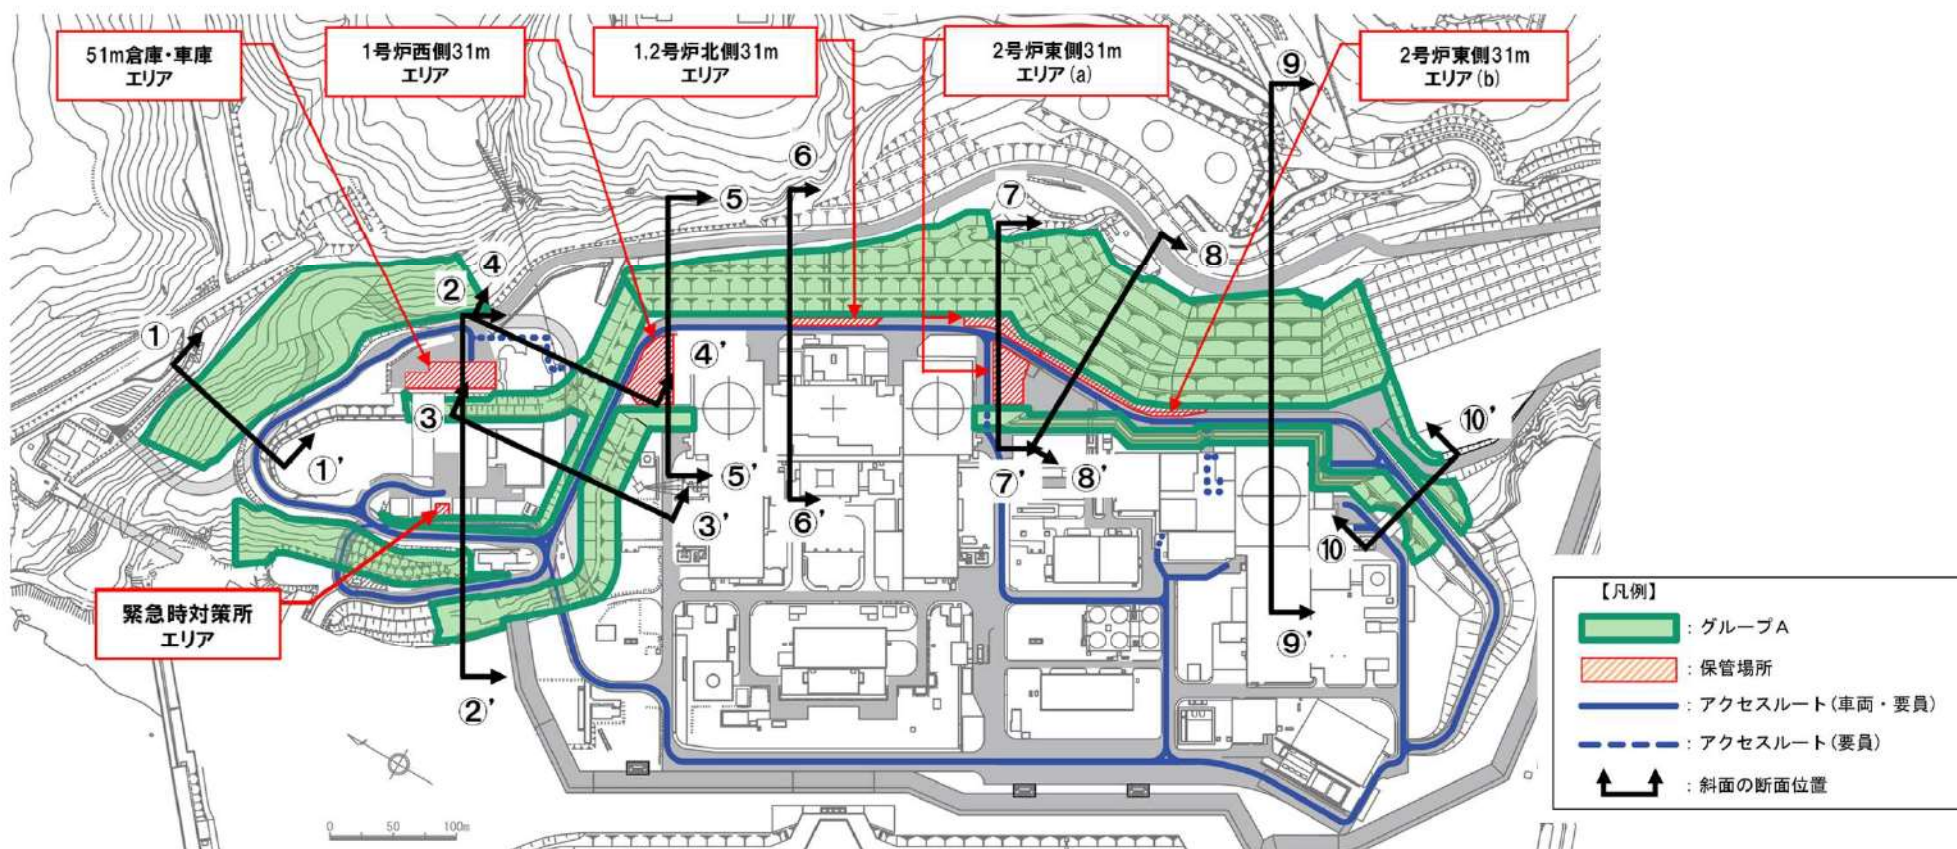 51m倉庫・車庫
エリア
1号炉西側31m
エリア
1,2号炉北側31m
エリア
2号炉東側31m
エリア(a)
2号炉東側31m
エリア(b)
⑨
⑥
⑤
⑦
⑧
④
②
①
④'
③
⑩'
①'
⑤'
⑦'
⑧'
⑥'
③'
⑩
緊急時対策所
エリア
⑨'
②'
0 50 100m
【凡例】
: グループA
: 保管場所
: アクセスルート(車両・要員)
: アクセスルート(要員)
: 斜面の断面位置